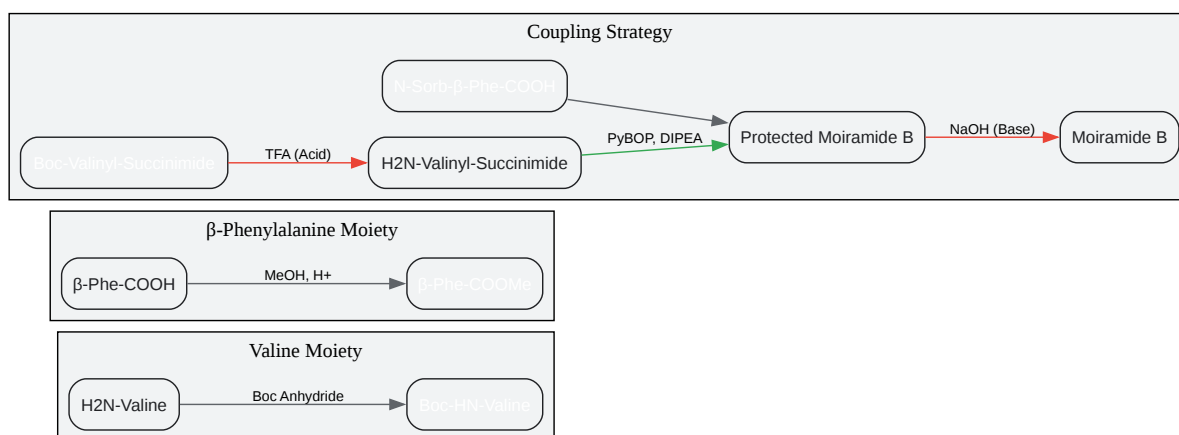 Coupling Strategy
N-Sorb-β-Phe-COOH
Boc-Valinyl-Succinimide
TFA (Acid)
H2N-Valinyl-Succinimide
PyBOP, DIPEA
Protected Moiramide B
NaOH (Base)
Moiramide B
β-Phenylalanine Moiety
β-Phe-COOH
MeOH, H+
β-Phe-COOMe
Valine Moiety
H2N-Valine
Boc Anhydride
Boc-HN-Valine